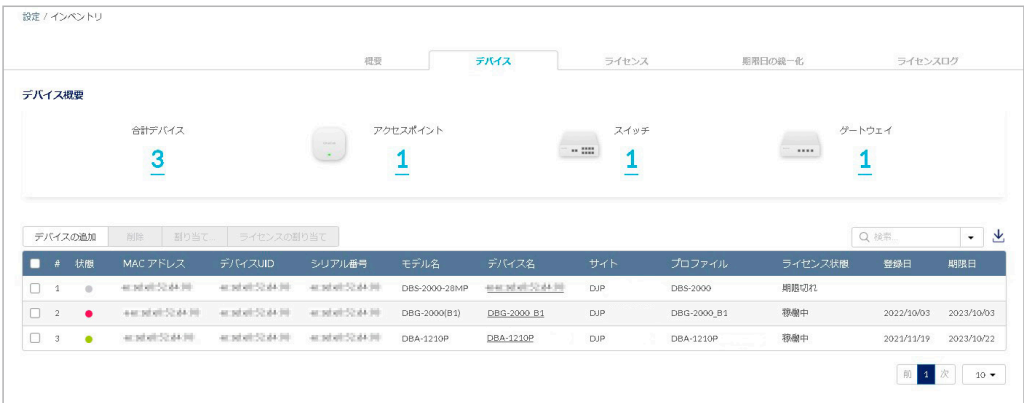 設定 / インベントリ
概要 デバイス ライセンス 期限日の統一化 ライセンスログ
デバイス概要
合計デバイス アクセスポイント スイッチ ゲートウェイ
3 1 1 1
デバイスの追加 削除 割り当て ライセンスの割り当て 検索...
# 状態 MAC アドレス デバイスUID シリアル番号 モデル名 デバイス名 サイト プロファイル ライセンス状態 登録日 期限日
1 DBS-2000-28MP DJP DBS-2000 期限切れ
2 DBG-2000(B1) DBG-2000_B1 DJP DBG-2000_B1 稼働中 2022/10/03 2023/10/03
3 DBA-1210P DBA-1210P DJP DBA-1210P 稼働中 2021/11/19 2023/10/22
前 1 次 10